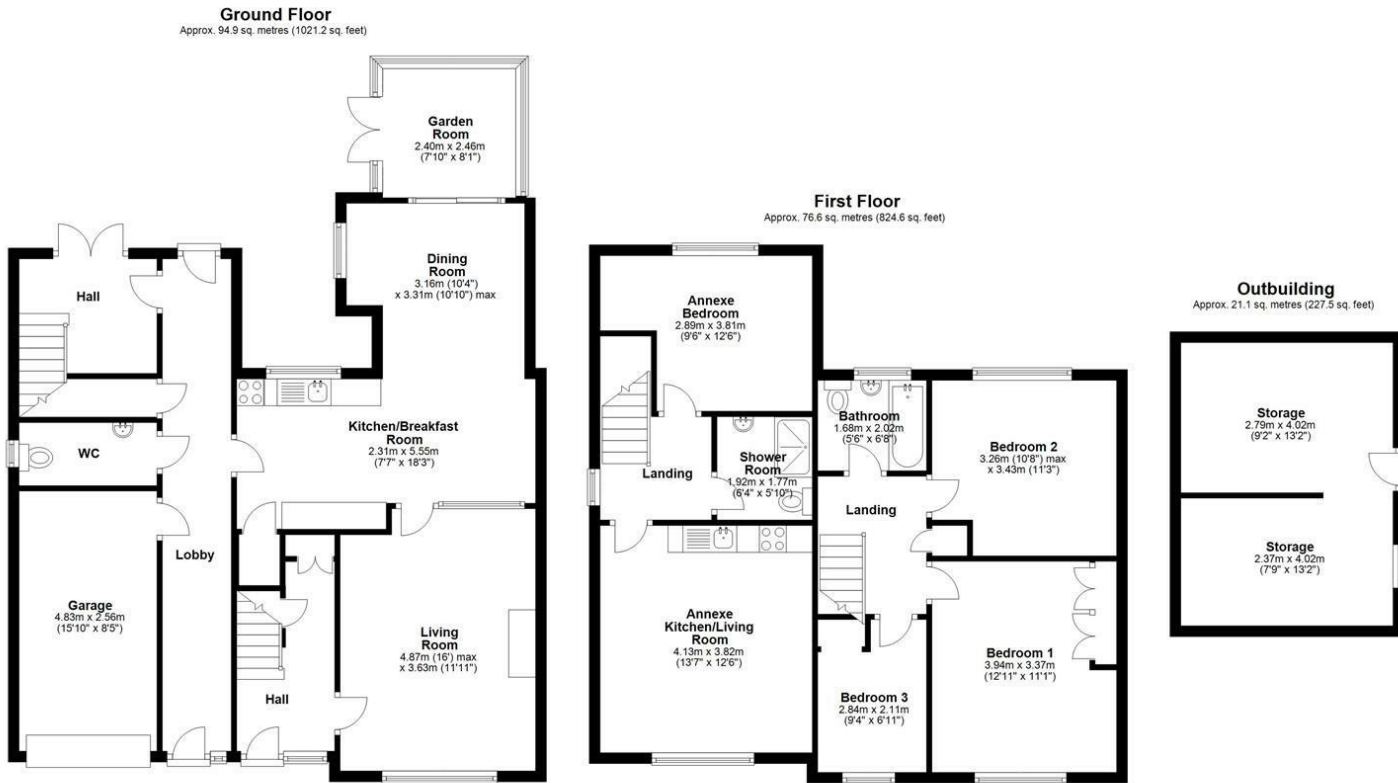 Ground Floor
Approx. 94.9 sq. metres (1021.2 sq. feet)
Garden
Room
2.40m x 2.46m
(7'10" x 8'1")
Dining
Room
3.16m (10'4")
x 3.31m (10'10") max
Hall
Kitchen/Breakfast
Room
2.31m x 5.55m
(7'7" x 18'3")
WC
Lobby
Garage
4.83m x 2.56m
(15'10" x 8'5")
Living
Room
4.87m (16') max
x 3.63m (11'11")
Hall
First Floor
Approx. 76.6 sq. metres (824.6 sq. feet)
Annexe
Bedroom
2.89m x 3.81m
(9'6" x 12'6")
Bathroom
1.68m x 2.02m
(5'6" x 6'8")
Bedroom 2
3.26m (10'8") max
x 3.43m (11'3")
Shower
Room
1.92m x 1.77m
(6'4" x 5'10")
Landing
Landing
Annexe
Kitchen/Living
Room
4.13m x 3.82m
(13'7" x 12'6")
Bedroom 1
3.94m x 3.37m
(12'11" x 11'1")
Bedroom 3
2.84m x 2.11m
(9'4" x 6'11")
Outbuilding
Approx. 21.1 sq. metres (227.5 sq. feet)
Storage
2.79m x 4.02m
(9'2" x 13'2")
Storage
2.37m x 4.02m
(7'9" x 13'2")